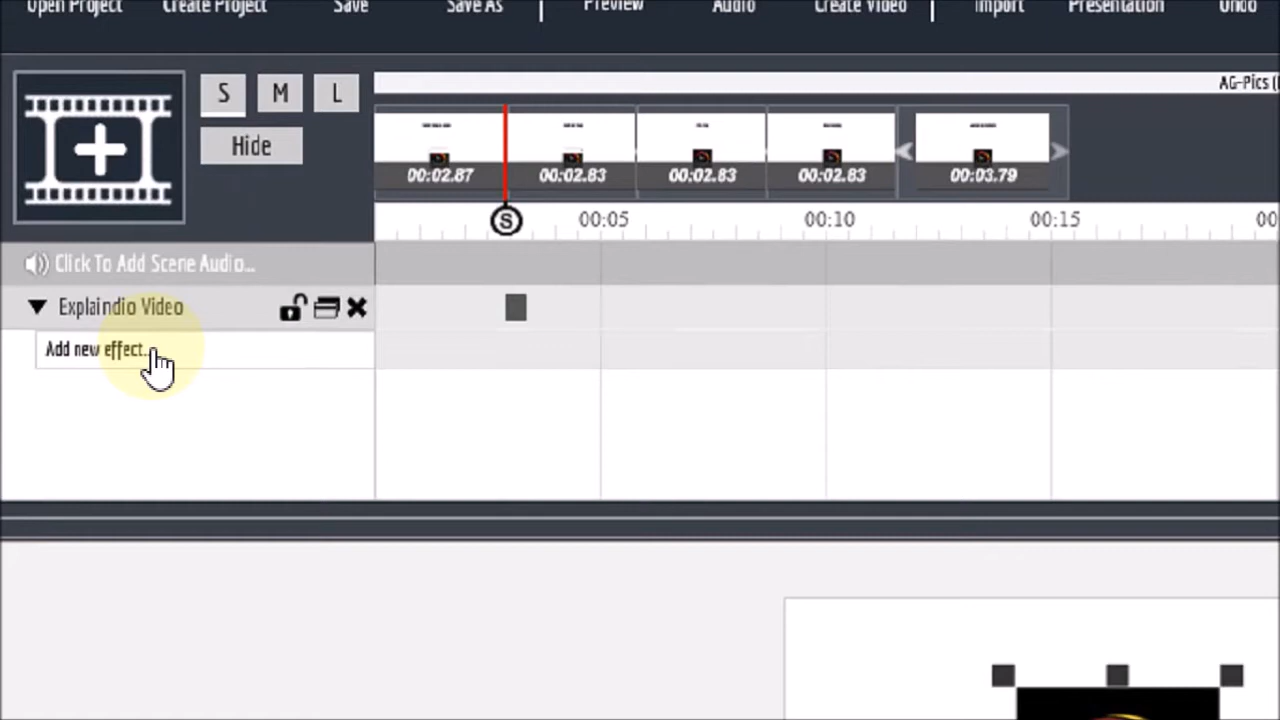 Open Project Create Project Save Save As Preview Audio Create Video Import Presentation Undo
S M L
AG-Pics
Hide
00:02.87 00:02.83 00:02.83 00:02.83 00:03.79
S
00:05 00:10 00:15 00
Click To Add Scene Audio...
Explaindio Video
Add new effect...